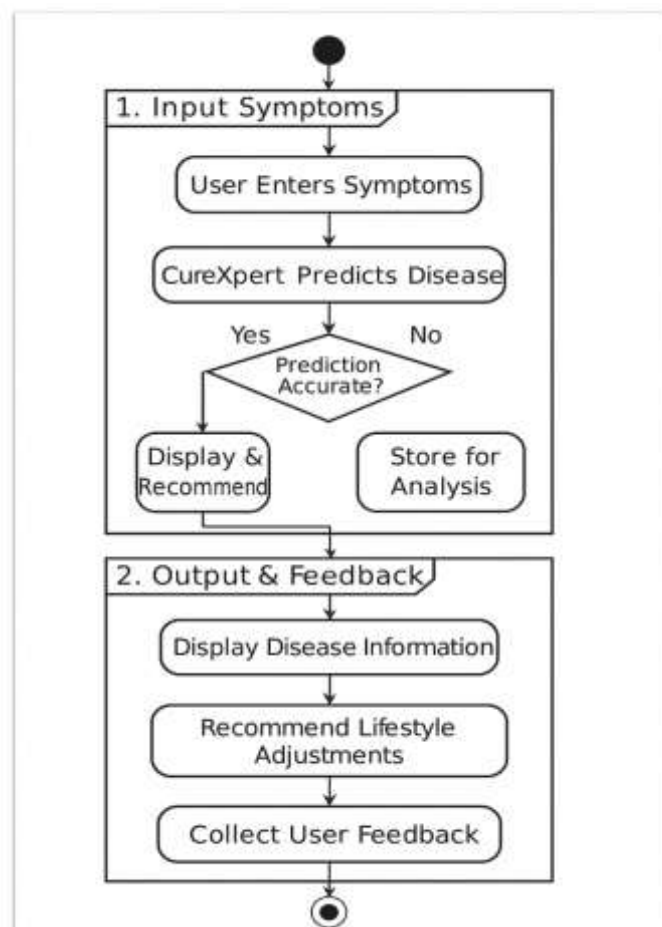 1. Input Symptoms
User Enters Symptoms
CureXpert Predicts Disease
Yes
No
Prediction
Accurate?
Display &
Recommend
Store for
Analysis
2. Output & Feedback
Display Disease Information
Recommend Lifestyle
Adjustments
Collect User Feedback